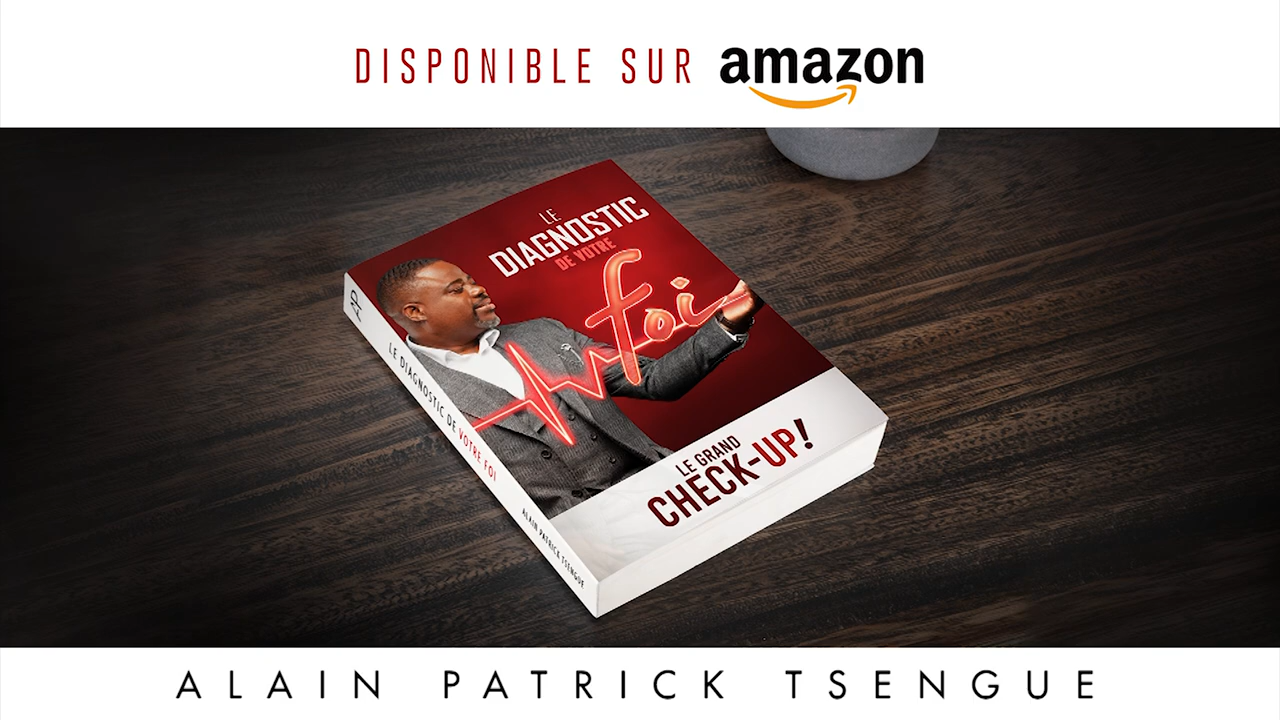 DISPONIBLE SUR amazon
LE
DIAGNOSTIC
DE VOTRE
foi
LE GRAND
CHECK-UP!
AP
LE DIAGNOSTIC DE VOTRE FOI
ALAIN PATRICK TSENGUE
ALAIN PATRICK TSENGUE